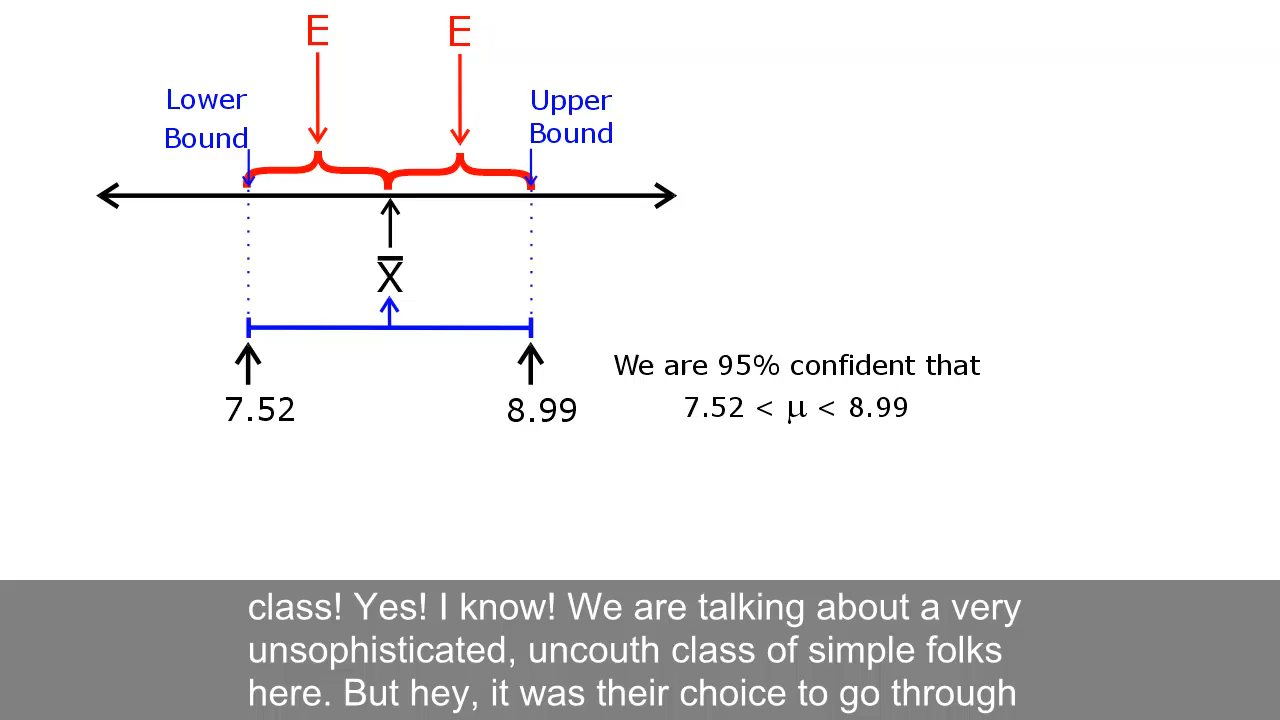 E E
Lower Bound
Upper Bound
X̅
7.52
8.99
We are 95% confident that
7.52 < μ < 8.99
class! Yes! I know! We are talking about a very
unsophisticated, uncouth class of simple folks
here. But hey, it was their choice to go through